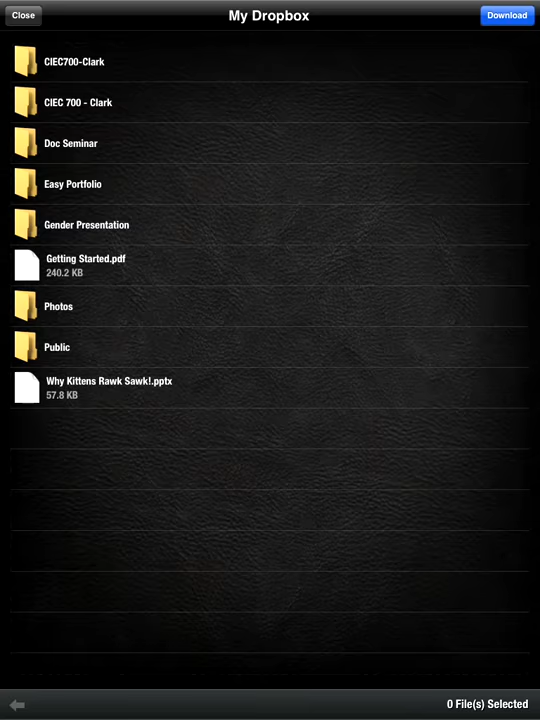 Close
My Dropbox
Download
CIEC700-Clark
CIEC 700 - Clark
Doc Seminar
Easy Portfolio
Gender Presentation
Getting Started.pdf
240.2 KB
Photos
Public
Why Kittens Rawk Sawk!.pptx
57.8 KB
0 File(s) Selected